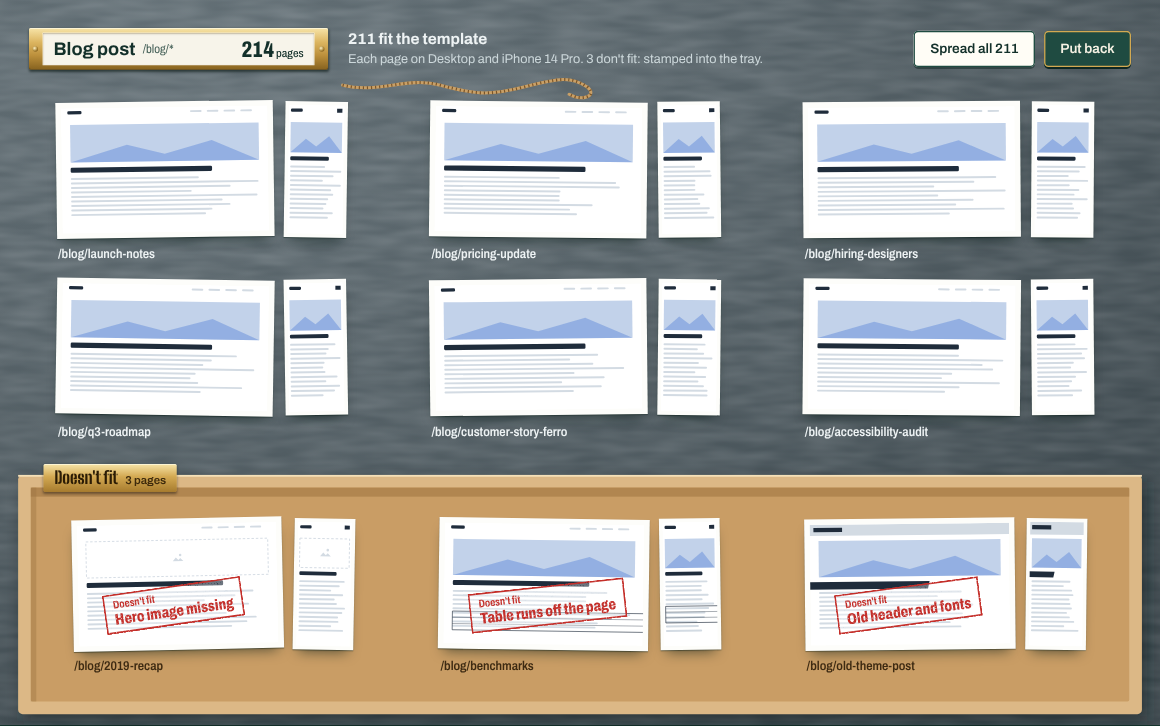 Blog post /blog/* 214 pages
211 fit the template
Each page on Desktop and iPhone 14 Pro. 3 don't fit: stamped into the tray.
Spread all 211
Put back
/blog/launch-notes
/blog/pricing-update
/blog/hiring-designers
/blog/q3-roadmap
/blog/customer-story-ferro
/blog/accessibility-audit
Doesn't fit 3 pages
Doesn't fit
Hero image missing
Doesn't fit
Table runs off the page
Doesn't fit
Old header and fonts
/blog/2019-recap
/blog/benchmarks
/blog/old-theme-post